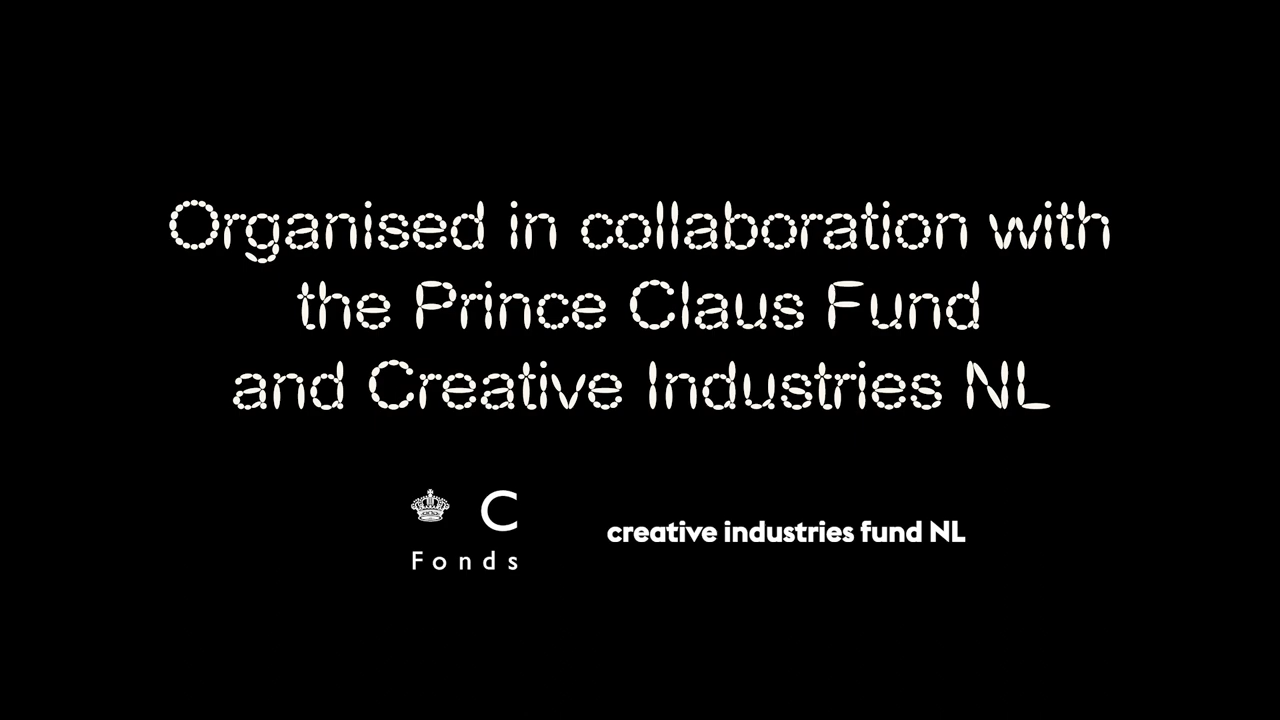 Organised in collaboration with
the Prince Claus Fund
and Creative Industries NL
C
Fonds
creative industries fund NL